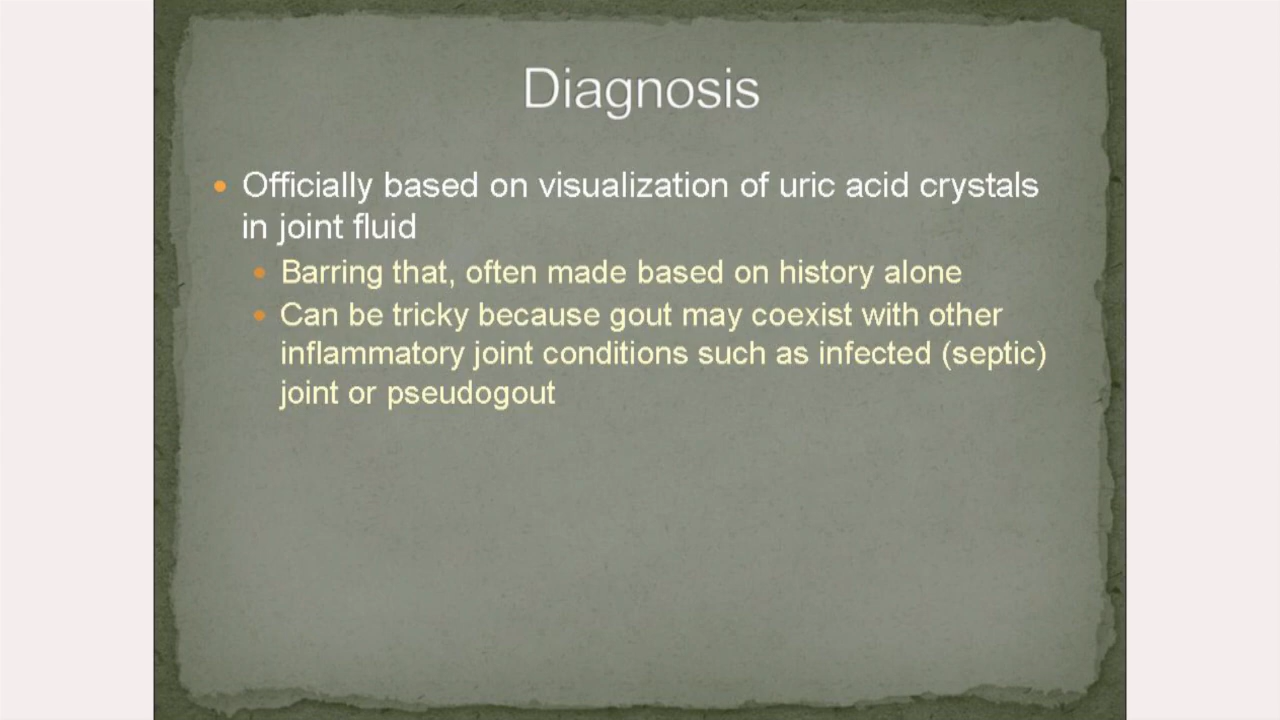 Diagnosis
• Officially based on visualization of uric acid crystals
in joint fluid
• Barring that, often made based on history alone
• Can be tricky because gout may coexist with other
inflammatory joint conditions such as infected (septic)
joint or pseudogout